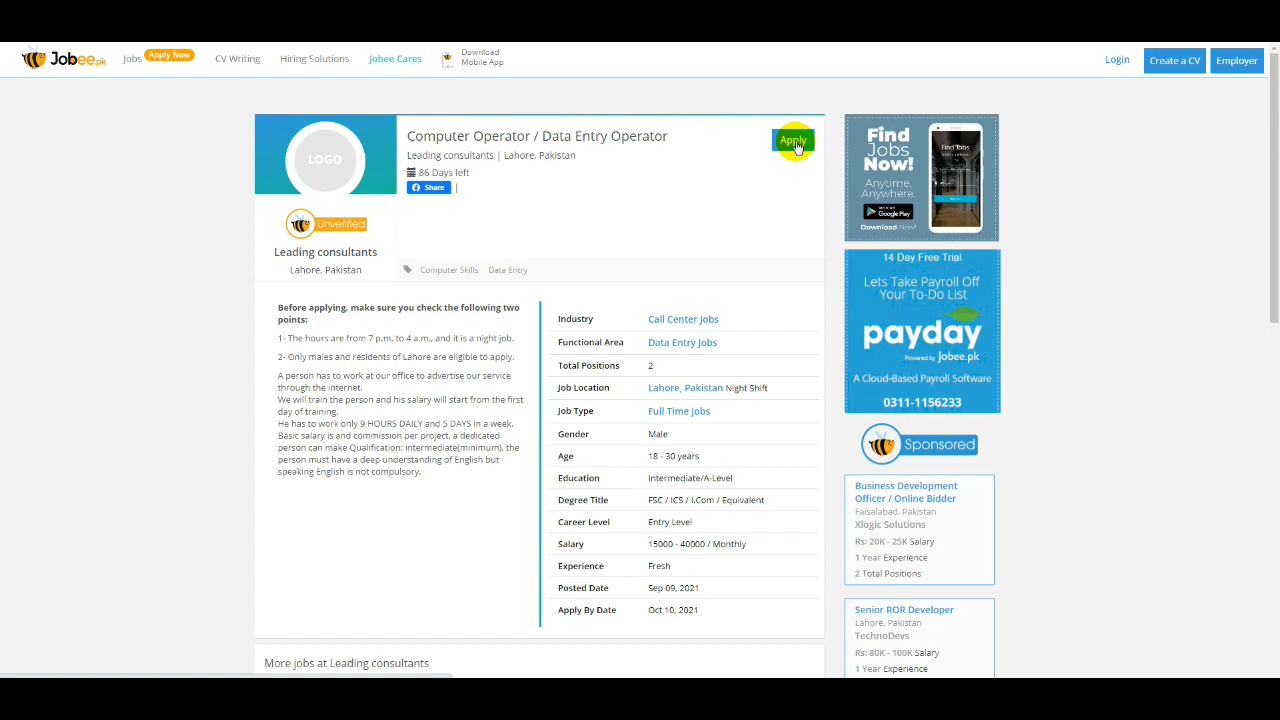 Jobee.pk
Jobs Apply Now
CV Writing
Hiring Solutions
Jobee Cares
Download
Mobile App
Login
Create a CV
Employer
LOGO
Unverified
Leading consultants
Lahore, Pakistan
Computer Operator / Data Entry Operator
Leading consultants | Lahore, Pakistan
86 Days left
Share |
Apply
Computer Skills Data Entry
Before applying, make sure you check the following two
points:
1- The hours are from 7 p.m. to 4 a.m., and it is a night job.
2- Only males and residents of Lahore are eligible to apply.
A person has to work at our office to advertise our service
through the internet.
We will train the person and his salary will start from the first
day of training.
He has to work only 9 HOURS DAILY and 5 DAYS in a week.
Basic salary is and commission per project, a dedicated
person can make Qualification: intermediate(minimum), the
person must have a deep understanding of English but
speaking English is not compulsory.
Industry Call Center Jobs
Functional Area Data Entry Jobs
Total Positions 2
Job Location Lahore, Pakistan Night Shift
Job Type Full Time Jobs
Gender Male
Age 18 - 30 years
Education Intermediate/A-Level
Degree Title FSC / ICS / I.Com / Equivalent
Career Level Entry Level
Salary 15000 - 40000 / Monthly
Experience Fresh
Posted Date Sep 09, 2021
Apply By Date Oct 10, 2021
More jobs at Leading consultants
Find
Jobs
Now!
Anytime,
Anywhere.
Google Play
Download Now!
Find Jobs
14 Day Free Trial
Lets Take Payroll Off
Your To-Do List
payday
Powered by Jobee.pk
A Cloud-Based Payroll Software
0311-1156233
Sponsored
Business Development
Officer / Online Bidder
Faisalabad, Pakistan
Xlogic Solutions
Rs: 20K - 25K Salary
1 Year Experience
2 Total Positions
Senior ROR Developer
Lahore, Pakistan
TechnoDevs
Rs: 80K - 100K Salary
1 Year Experience